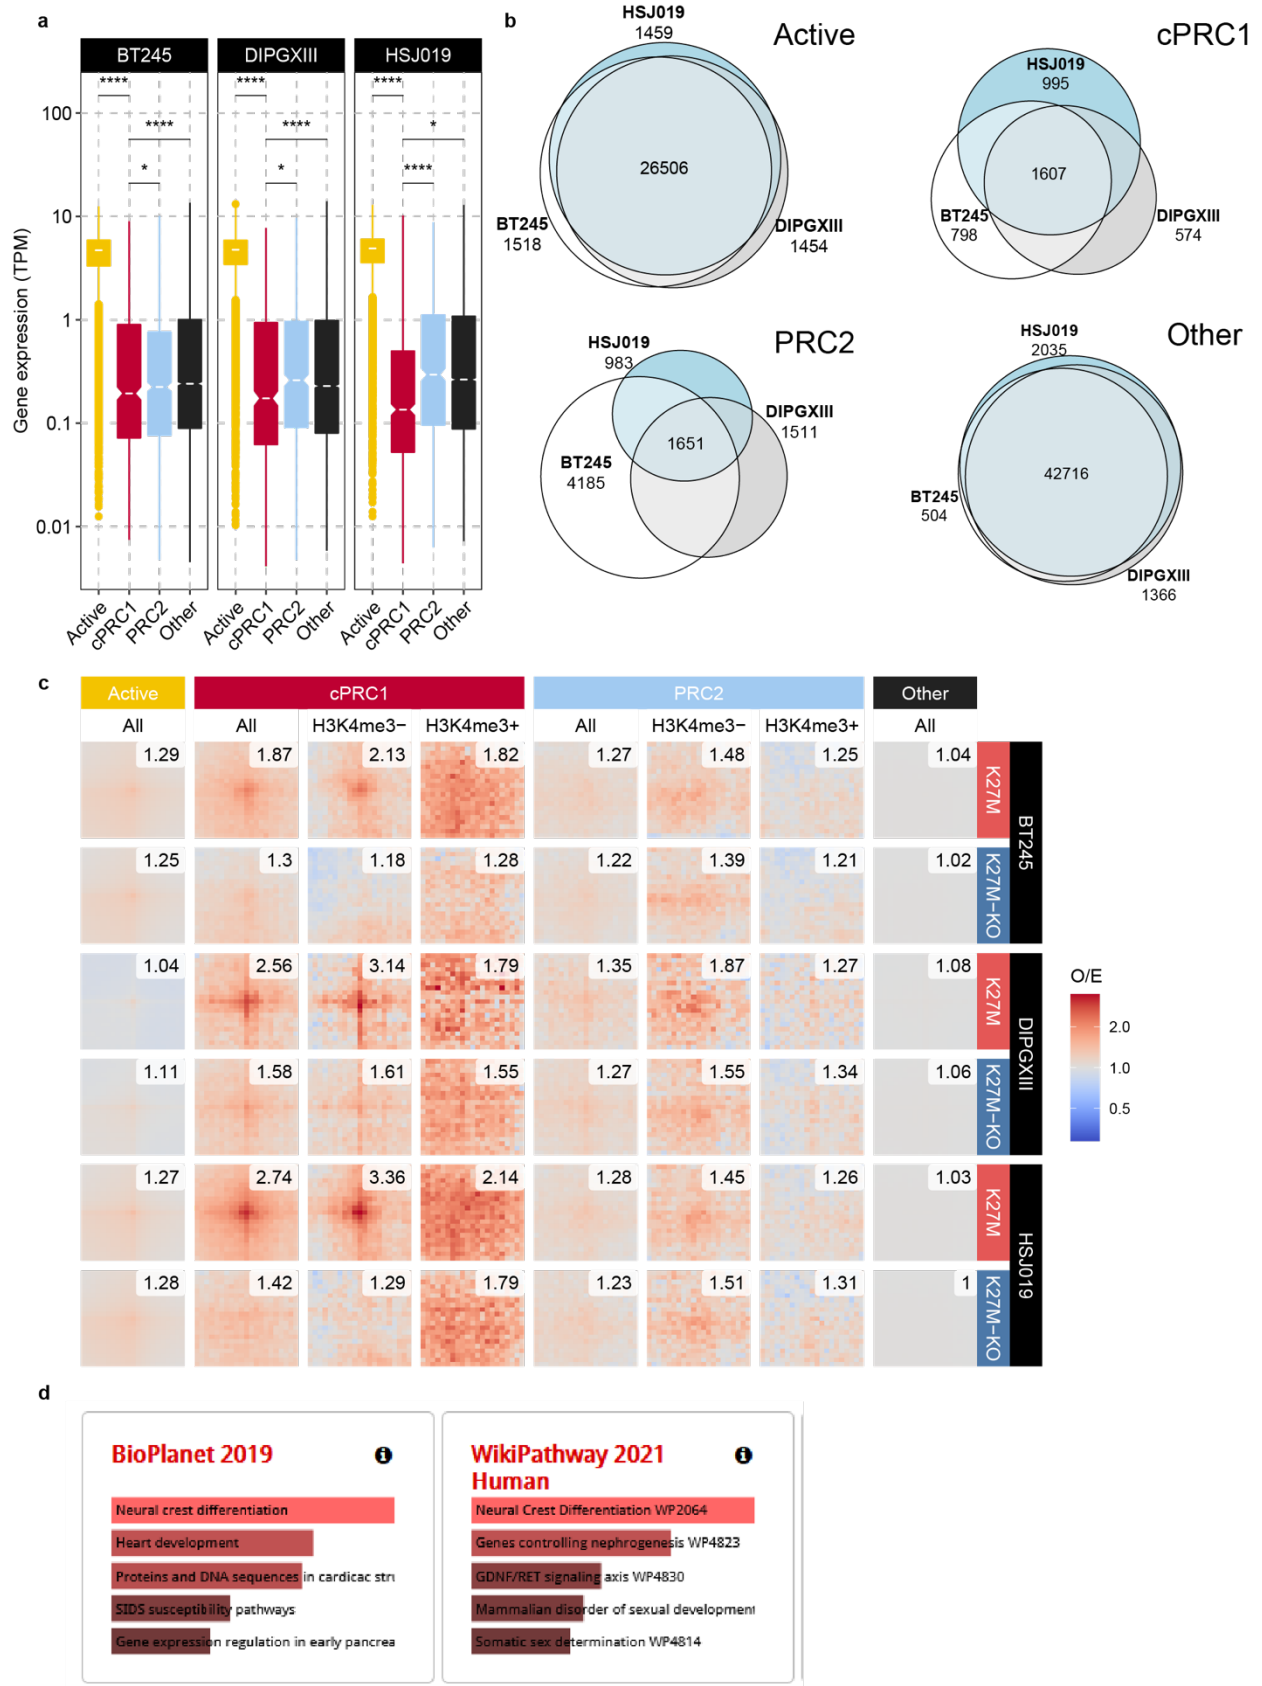 a
BT245
DIPGXIII
HSJ019
****
****
*
****
****
*
****
*
****
100
10
1
0.1
0.01
Gene expression (TPM)
Active
cPRC1
PRC2
Other
Active
cPRC1
PRC2
Other
Active
cPRC1
PRC2
Other
b
Active
HSJ019
1459
26506
BT245
1518
DIPGXIII
1454
cPRC1
HSJ019
995
1607
BT245
798
DIPGXIII
574
PRC2
HSJ019
983
DIPGXIII
1511
1651
BT245
4185
Other
HSJ019
2035
42716
BT245
504
DIPGXIII
1366
c
Active
cPRC1
PRC2
Other
All
All
H3K4me3−
H3K4me3+
All
H3K4me3−
H3K4me3+
All
1.29
1.87
2.13
1.82
1.27
1.48
1.25
1.04
K27M
1.25
1.3
1.18
1.28
1.22
1.39
1.21
1.02
K27M−KO
BT245
1.04
2.56
3.14
1.79
1.35
1.87
1.27
1.08
K27M
1.11
1.58
1.61
1.55
1.27
1.55
1.34
1.06
K27M−KO
DIPGXIII
1.27
2.74
3.36
2.14
1.28
1.45
1.26
1.03
K27M
1.28
1.42
1.29
1.79
1.23
1.51
1.31
1
K27M−KO
HSJ019
O/E
2.0
1.0
0.5
d
BioPlanet 2019
Neural crest differentiation
Heart development
Proteins and DNA sequences in cardicac stru
SIDS susceptibility pathways
Gene expression regulation in early pancrea
WikiPathway 2021
Human
Neural Crest Differentiation WP2064
Genes controlling nephrogenesis WP4823
GDNF/RET signaling axis WP4830
Mammalian disorder of sexual development
Somatic sex determination WP4814